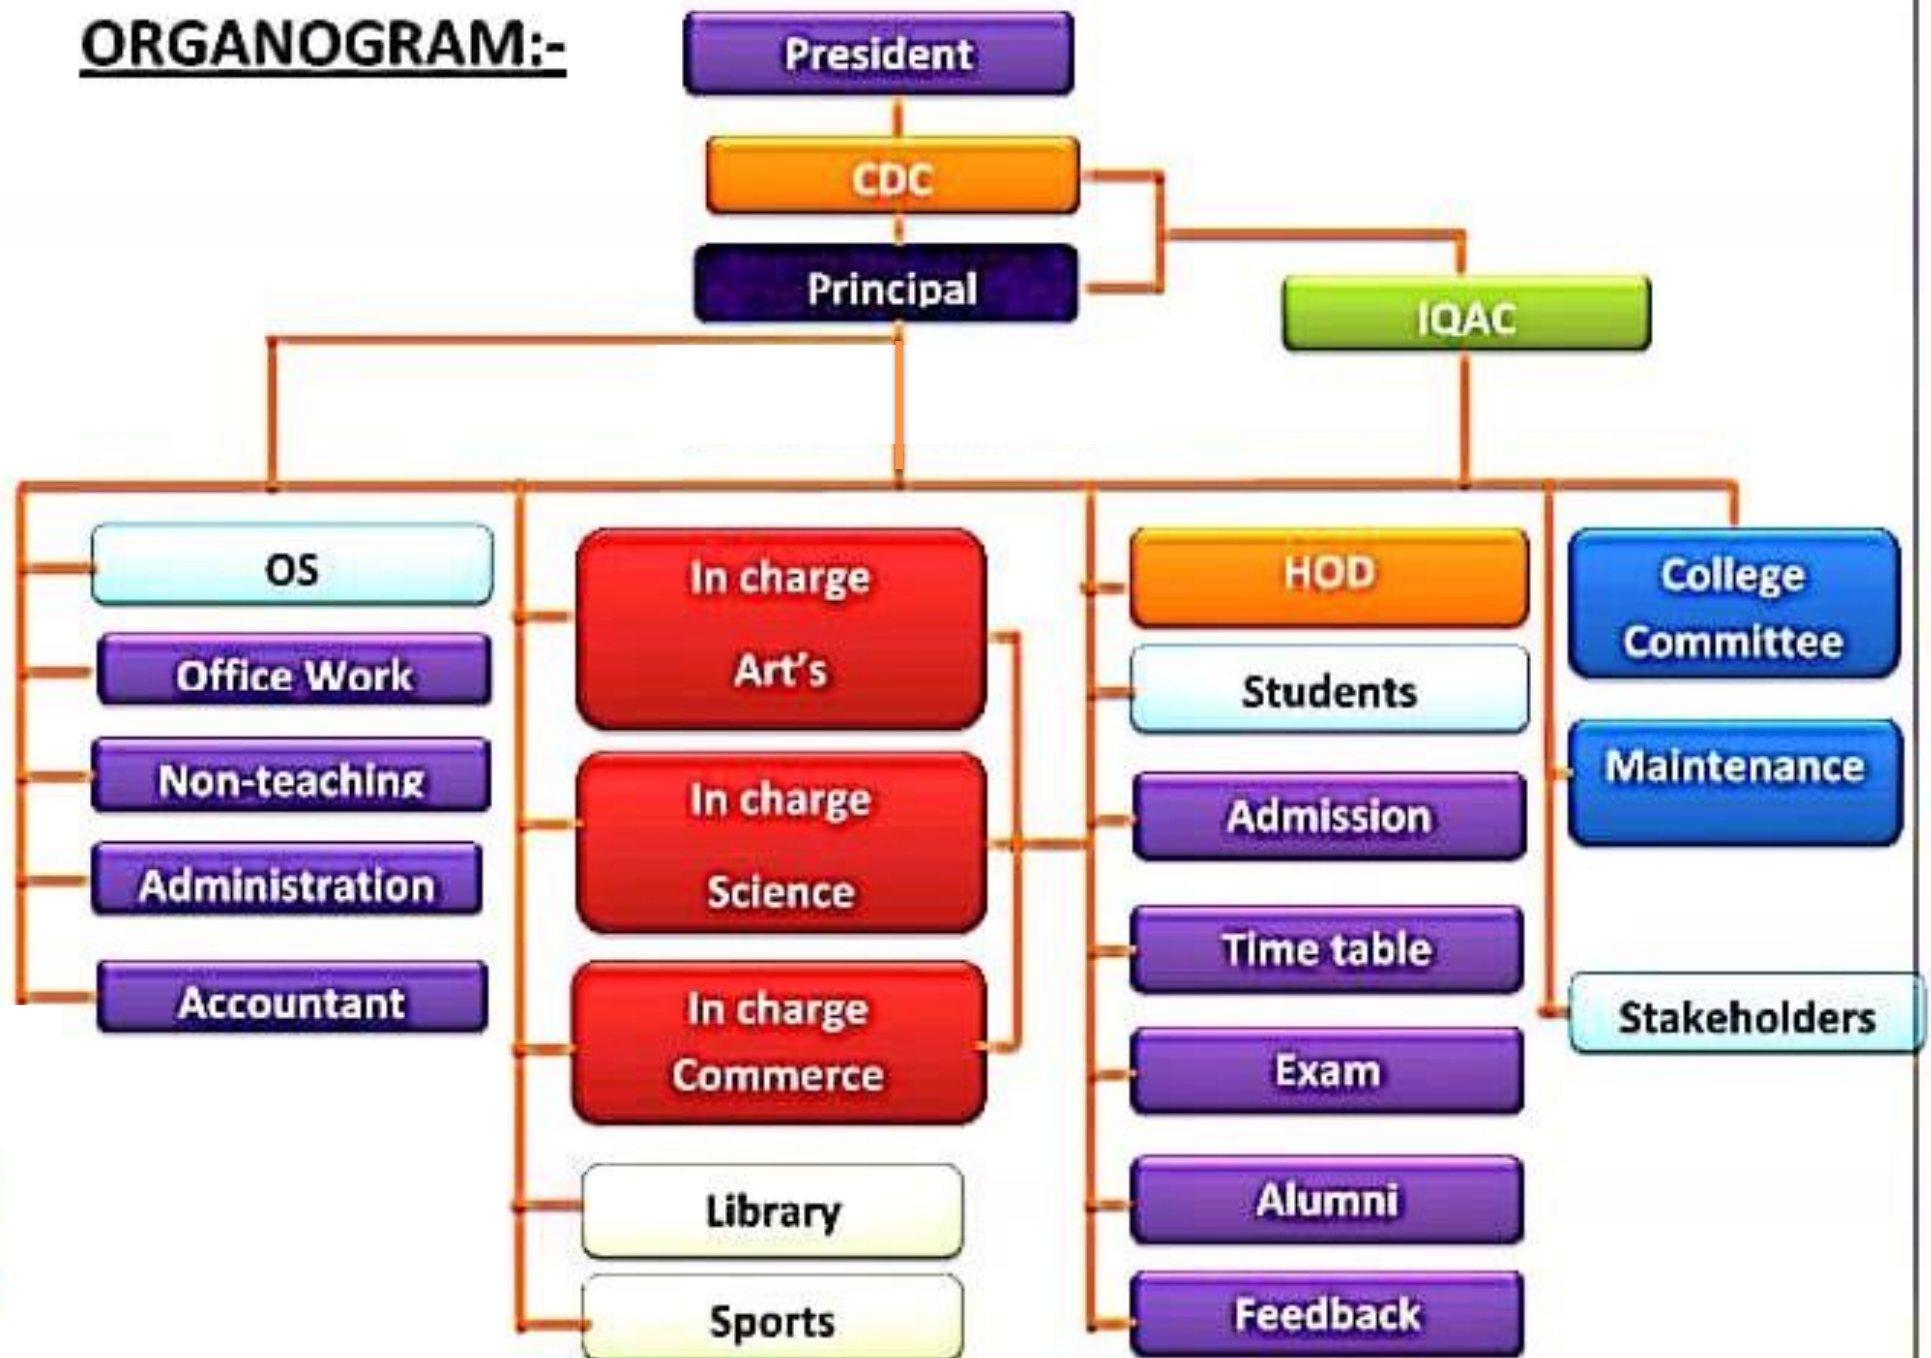 ORGANOGRAM:-
President
CDC
Principal
IQAC
OS
Office Work
Non-teaching
Administration
Accountant
In charge
Art's
In charge
Science
In charge
Commerce
Library
Sports
HOD
Students
Admission
Time table
Exam
Alumni
Feedback
College
Committee
Maintenance
Stakeholders